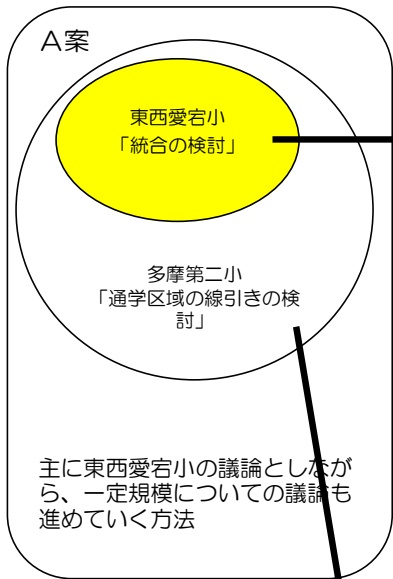 A案
東西愛宕小
「統合の検討」
多摩第二小
「通学区域の線引きの検
討」
主に東西愛宕小の議論としなが
ら、一定規模についての議論も
進めていく方法